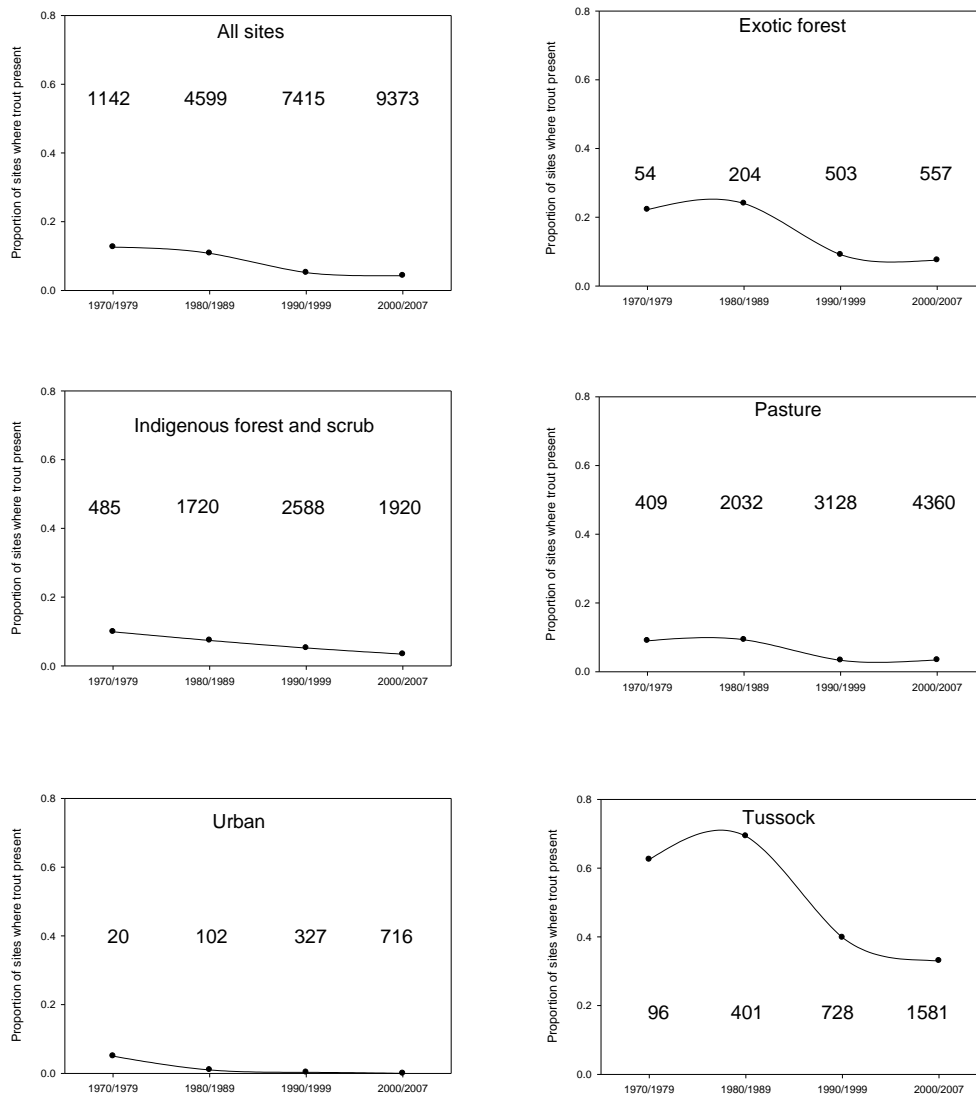 All sites
Proportion of sites where trout present
0.8
0.6
0.4
0.2
0.0
1142 4599 7415 9373
1970/1979 1980/1989 1990/1999 2000/2007
Exotic forest
Proportion of sites where trout present
0.8
0.6
0.4
0.2
0.0
54 204 503 557
1970/1979 1980/1989 1990/1999 2000/2007
Indigenous forest and scrub
Proportion of sites where trout present
0.8
0.6
0.4
0.2
0.0
485 1720 2588 1920
1970/1979 1980/1989 1990/1999 2000/2007
Pasture
Proportion of sites where trout present
0.8
0.6
0.4
0.2
0.0
409 2032 3128 4360
1970/1979 1980/1989 1990/1999 2000/2007
Urban
Proportion of sites where trout present
0.8
0.6
0.4
0.2
0.0
20 102 327 716
1970/1979 1980/1989 1990/1999 2000/2007
Tussock
Proportion of sites where trout present
0.8
0.6
0.4
0.2
0.0
96 401 728 1581
1970/1979 1980/1989 1990/1999 2000/2007